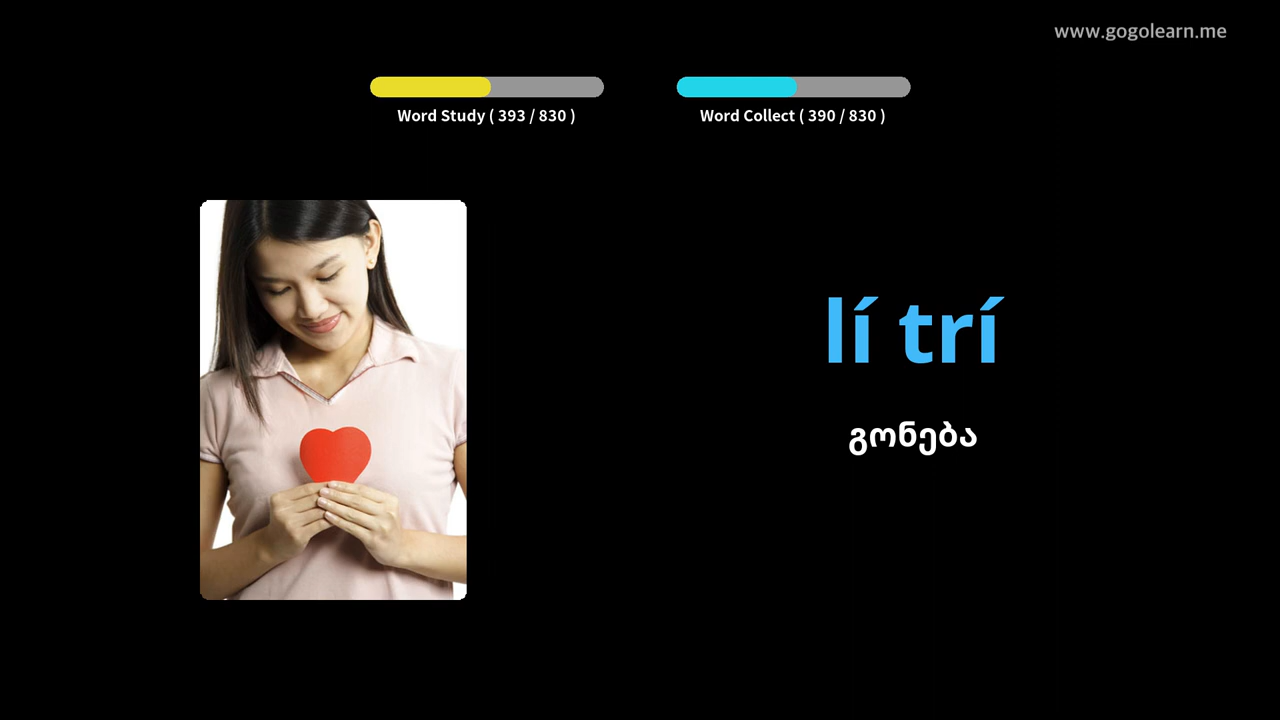 www.gogolearn.me
Word Study ( 393 / 830 )
Word Collect ( 390 / 830 )
lí trí
გონება